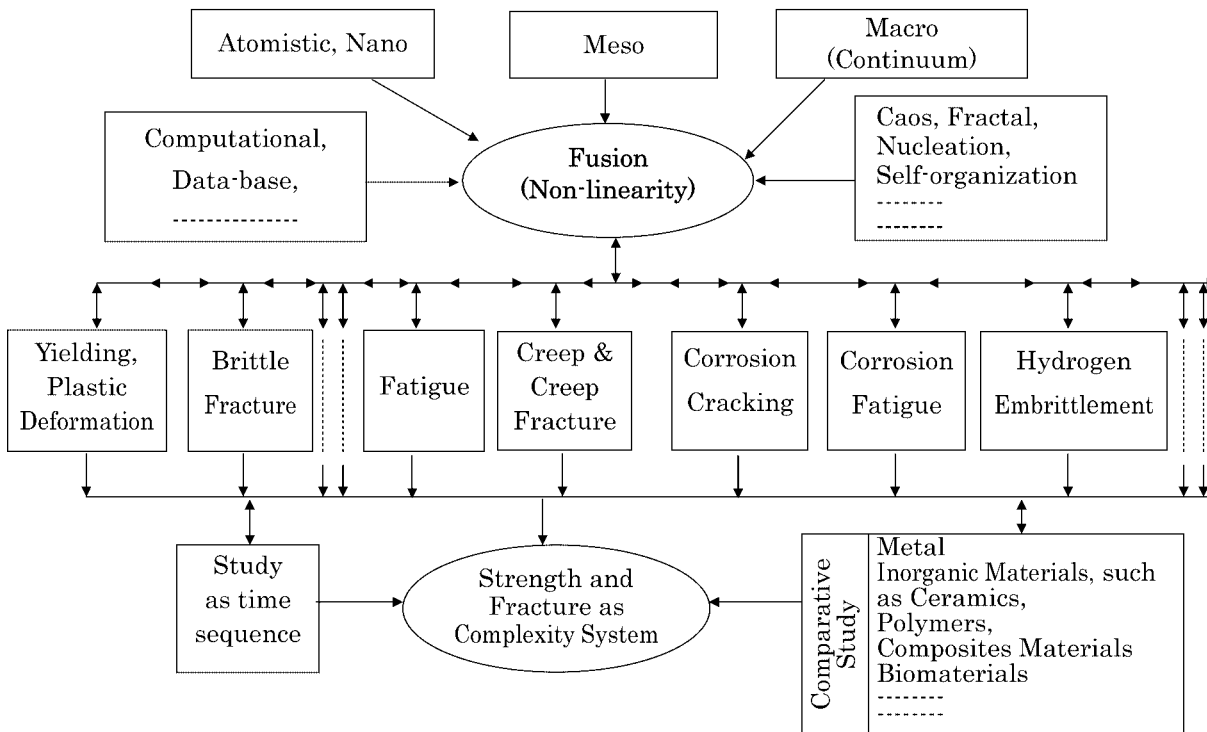 Atomistic, Nano
Meso
Macro
(Continuum)
Computational,
Data-base,
Fusion
(Non-linearity)
Caos, Fractal,
Nucleation,
Self-organization
Yielding,
Plastic
Deformation
Brittle
Fracture
Fatigue
Creep &
Creep
Fracture
Corrosion
Cracking
Corrosion
Fatigue
Hydrogen
Embrittlement
Study
as time
sequence
Strength and
Fracture as
Complexity System
Comparative
Study
Metal
Inorganic Materials, such
as Ceramics,
Polymers,
Composites Materials
Biomaterials